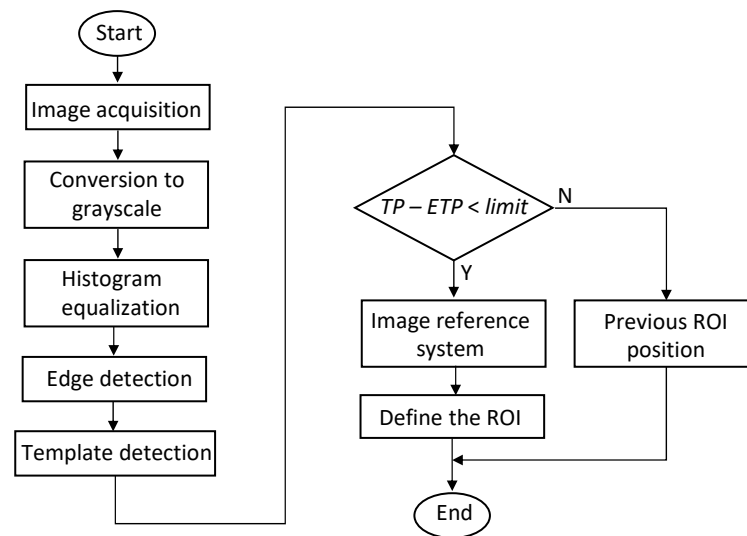 Start
Image acquisition
Conversion to
grayscale
Histogram
equalization
Edge detection
Template detection
TP – ETP < limit
N
Y
Image reference
system
Previous ROI
position
Define the ROI
End